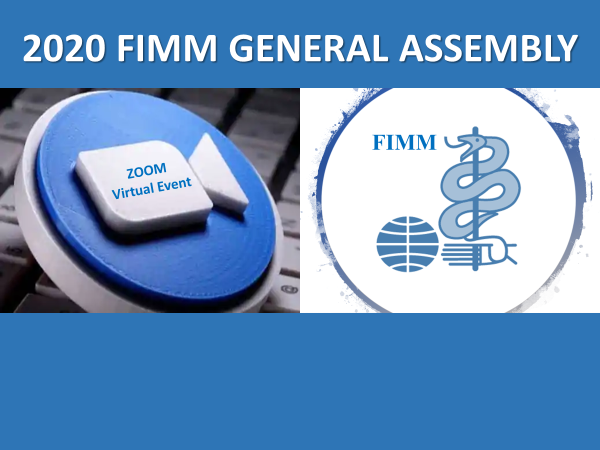 2020 FIMM GENERAL ASSEMBLY
ZOOM
Virtual Event
FIMM